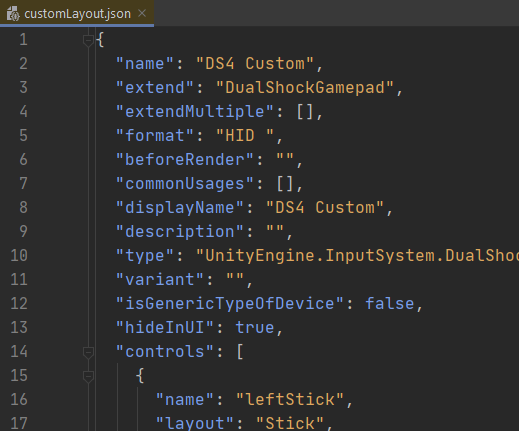 customLayout.json
1 {
2 "name": "DS4 Custom",
3 "extend": "DualShockGamepad",
4 "extendMultiple": [],
5 "format": "HID ",
6 "beforeRender": "",
7 "commonUsages": [],
8 "displayName": "DS4 Custom",
9 "description": "",
10 "type": "UnityEngine.InputSystem.DualSho
11 "variant": "",
12 "isGenericTypeOfDevice": false,
13 "hideInUI": true,
14 "controls": [
15 {
16 "name": "leftStick",
17 "layout": "Stick",